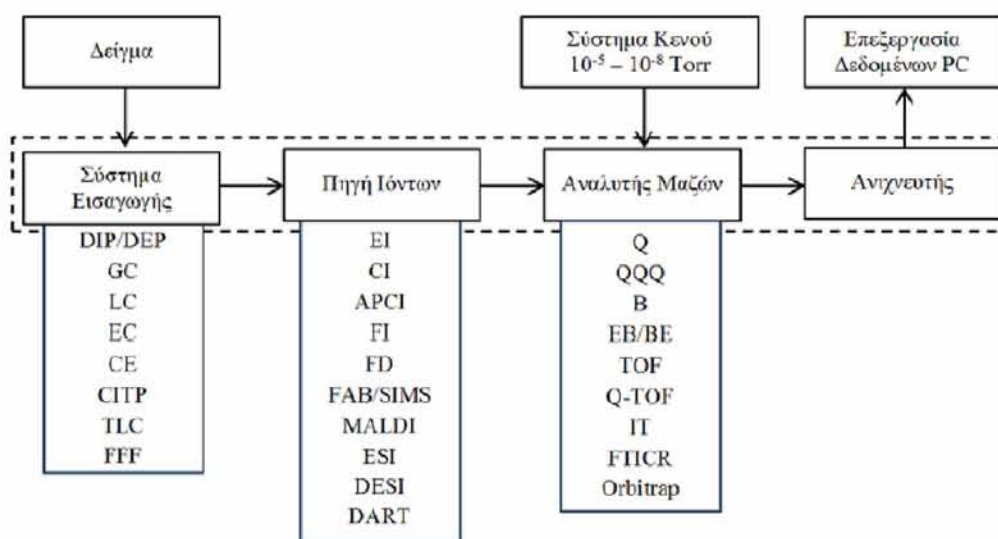 Δείγμα
Σύστημα Κενού
10⁻⁵ – 10⁻⁸ Torr
Επεξεργασία
Δεδομένων PC
Σύστημα
Εισαγωγής
Πηγή Ιόντων
Αναλυτής Μαζών
Ανιχνευτής
DIP/DEP
GC
LC
EC
CE
CITP
TLC
FFF
EI
CI
APCI
FI
FD
FAB/SIMS
MALDI
ESI
DESI
DART
Q
QQQ
B
EB/BE
TOF
Q-TOF
IT
FTICR
Orbitrap